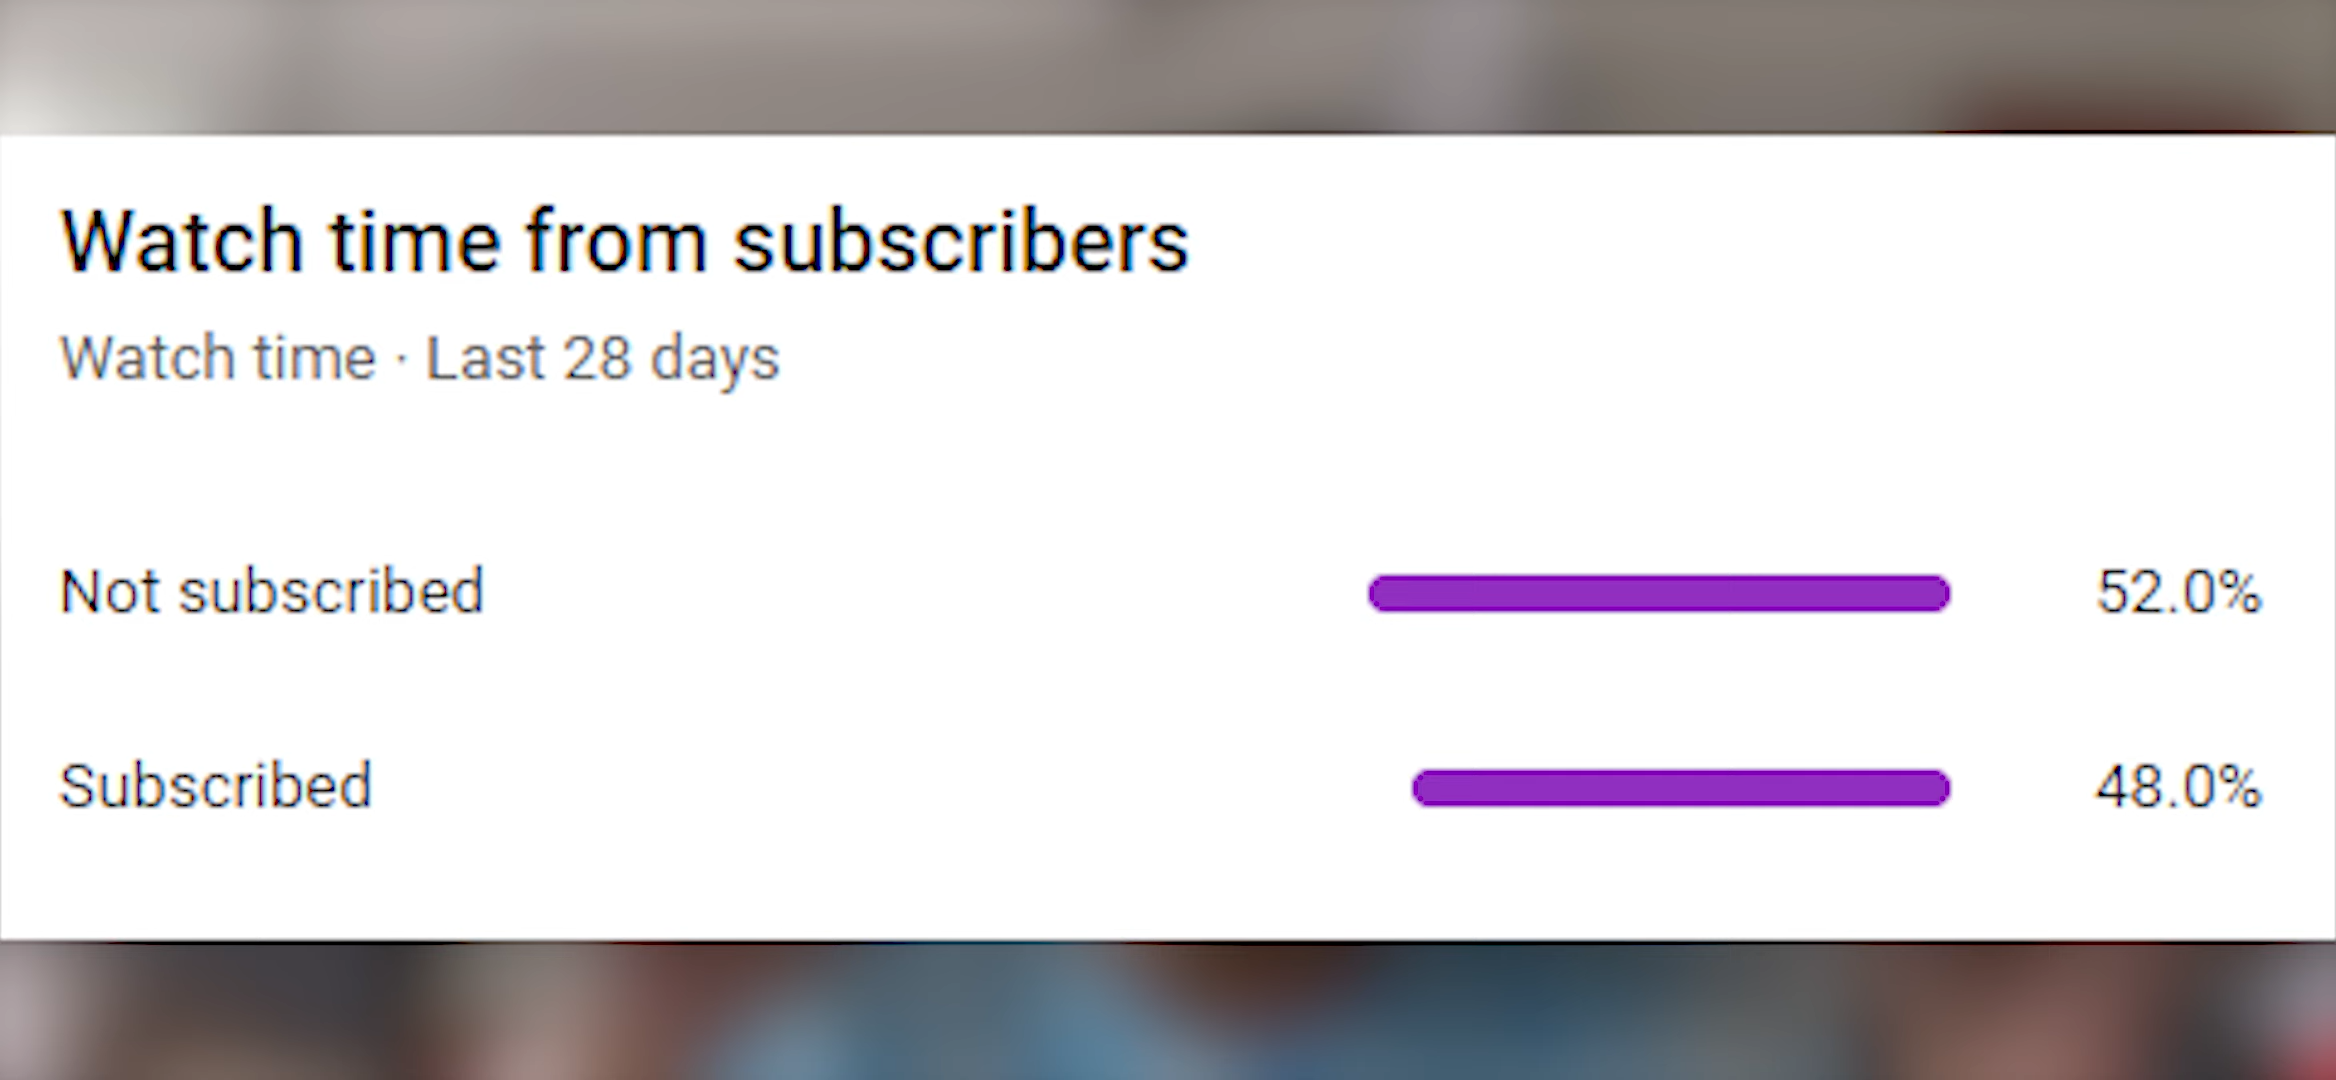 Watch time from subscribers
Watch time · Last 28 days
Not subscribed 52.0%
Subscribed 48.0%